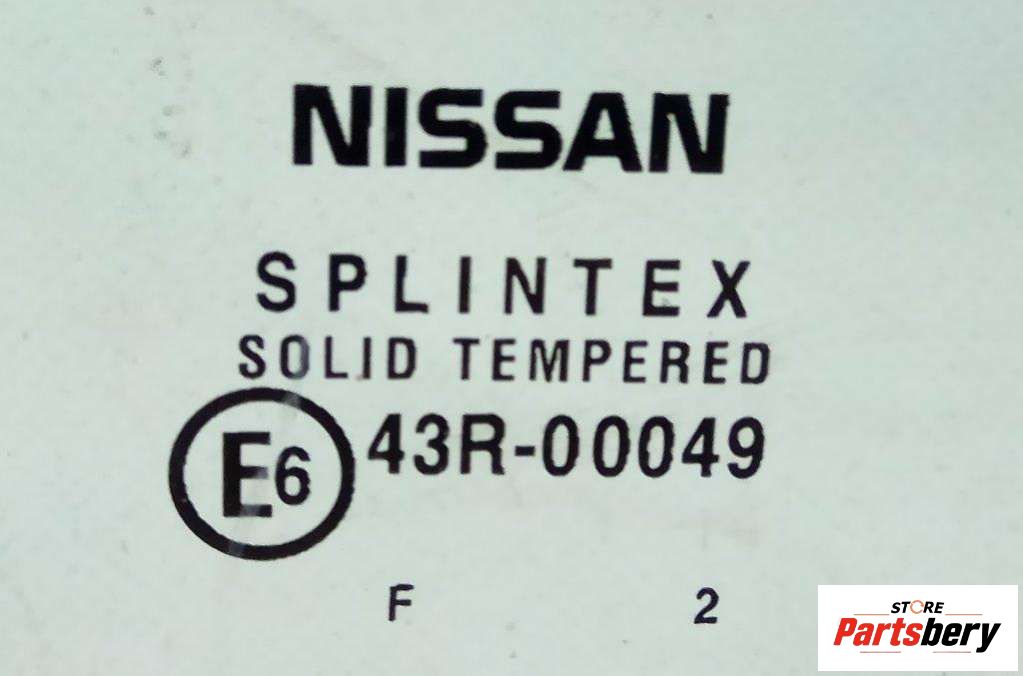 NISSAN
SPLINTEX
SOLID TEMPERED
E6 43R-00049
F 2
STORE
Partsbery